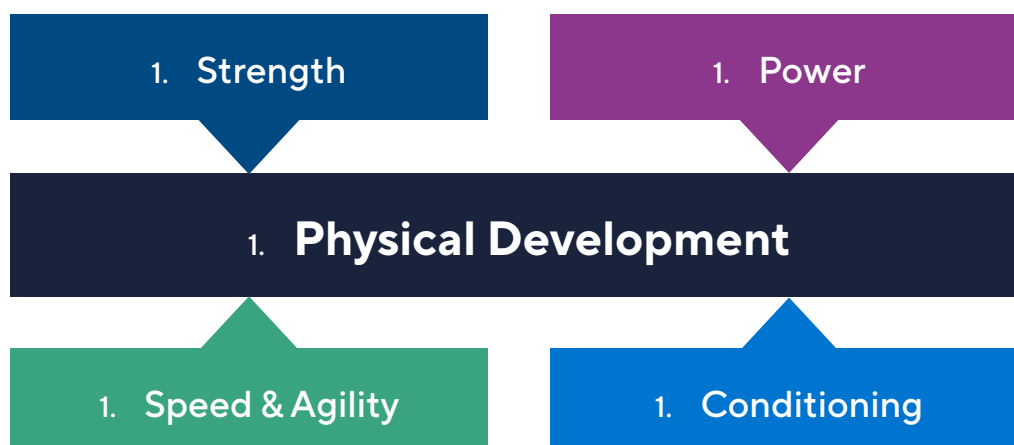 1. Strength
1. Power
1. Physical Development
1. Speed & Agility
1. Conditioning